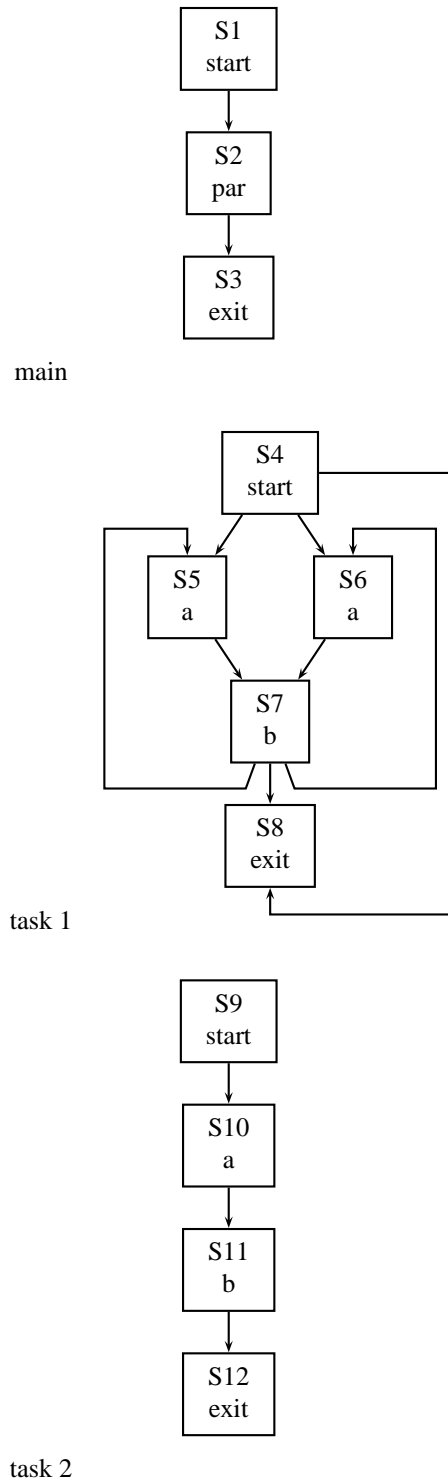 S1
start
S2
par
S3
exit
main
S4
start
S5
a
S6
a
S7
b
S8
exit
task 1
S9
start
S10
a
S11
b
S12
exit
task 2